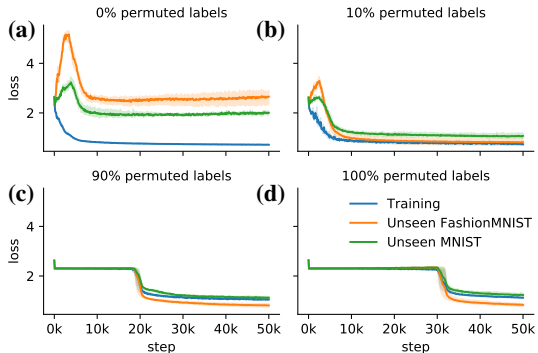 0% permuted labels
10% permuted labels
(a)
(b)
loss
4
2
90% permuted labels
100% permuted labels
(c)
(d)
loss
4
2
Training
Unseen FashionMNIST
Unseen MNIST
0k 10k 20k 30k 40k 50k
0k 10k 20k 30k 40k 50k
step
step